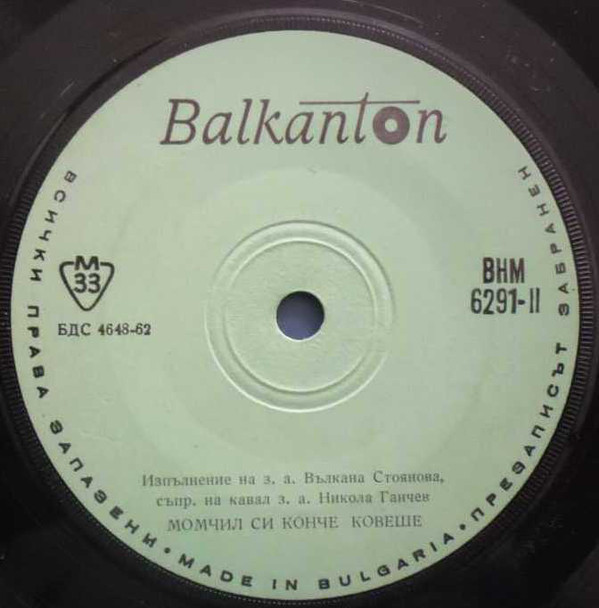 Balkanton
ВСИЧКИ ПРАВА ЗАПАЗЕНИ • MADE IN BULGARIA • ПРЕЗАПИСЪТ ЗАБРАНЕН
М
33
БДС 4648-62
ВНМ
6291-II
Изпълнение на з. а. Вълкана Стоянова,
съпр. на кавал з. а. Никола Ганчев
МОМЧИЛ СИ КОНЧЕ КОВЕШЕ